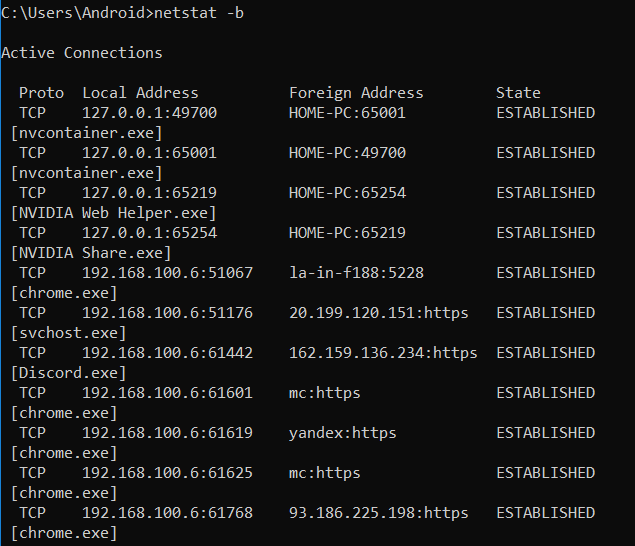 C:\Users\Android>netstat -b
Active Connections
Proto  Local Address          Foreign Address        State
TCP    127.0.0.1:49700        HOME-PC:65001          ESTABLISHED
[nvcontainer.exe]
TCP    127.0.0.1:65001        HOME-PC:49700          ESTABLISHED
[nvcontainer.exe]
TCP    127.0.0.1:65219        HOME-PC:65254          ESTABLISHED
[NVIDIA Web Helper.exe]
TCP    127.0.0.1:65254        HOME-PC:65219          ESTABLISHED
[NVIDIA Share.exe]
TCP    192.168.100.6:51067    la-in-f188:5228        ESTABLISHED
[chrome.exe]
TCP    192.168.100.6:51176    20.199.120.151:https   ESTABLISHED
[svchost.exe]
TCP    192.168.100.6:61442    162.159.136.234:https  ESTABLISHED
[Discord.exe]
TCP    192.168.100.6:61601    mc:https               ESTABLISHED
[chrome.exe]
TCP    192.168.100.6:61619    yandex:https           ESTABLISHED
[chrome.exe]
TCP    192.168.100.6:61625    mc:https               ESTABLISHED
[chrome.exe]
TCP    192.168.100.6:61768    93.186.225.198:https   ESTABLISHED
[chrome.exe]